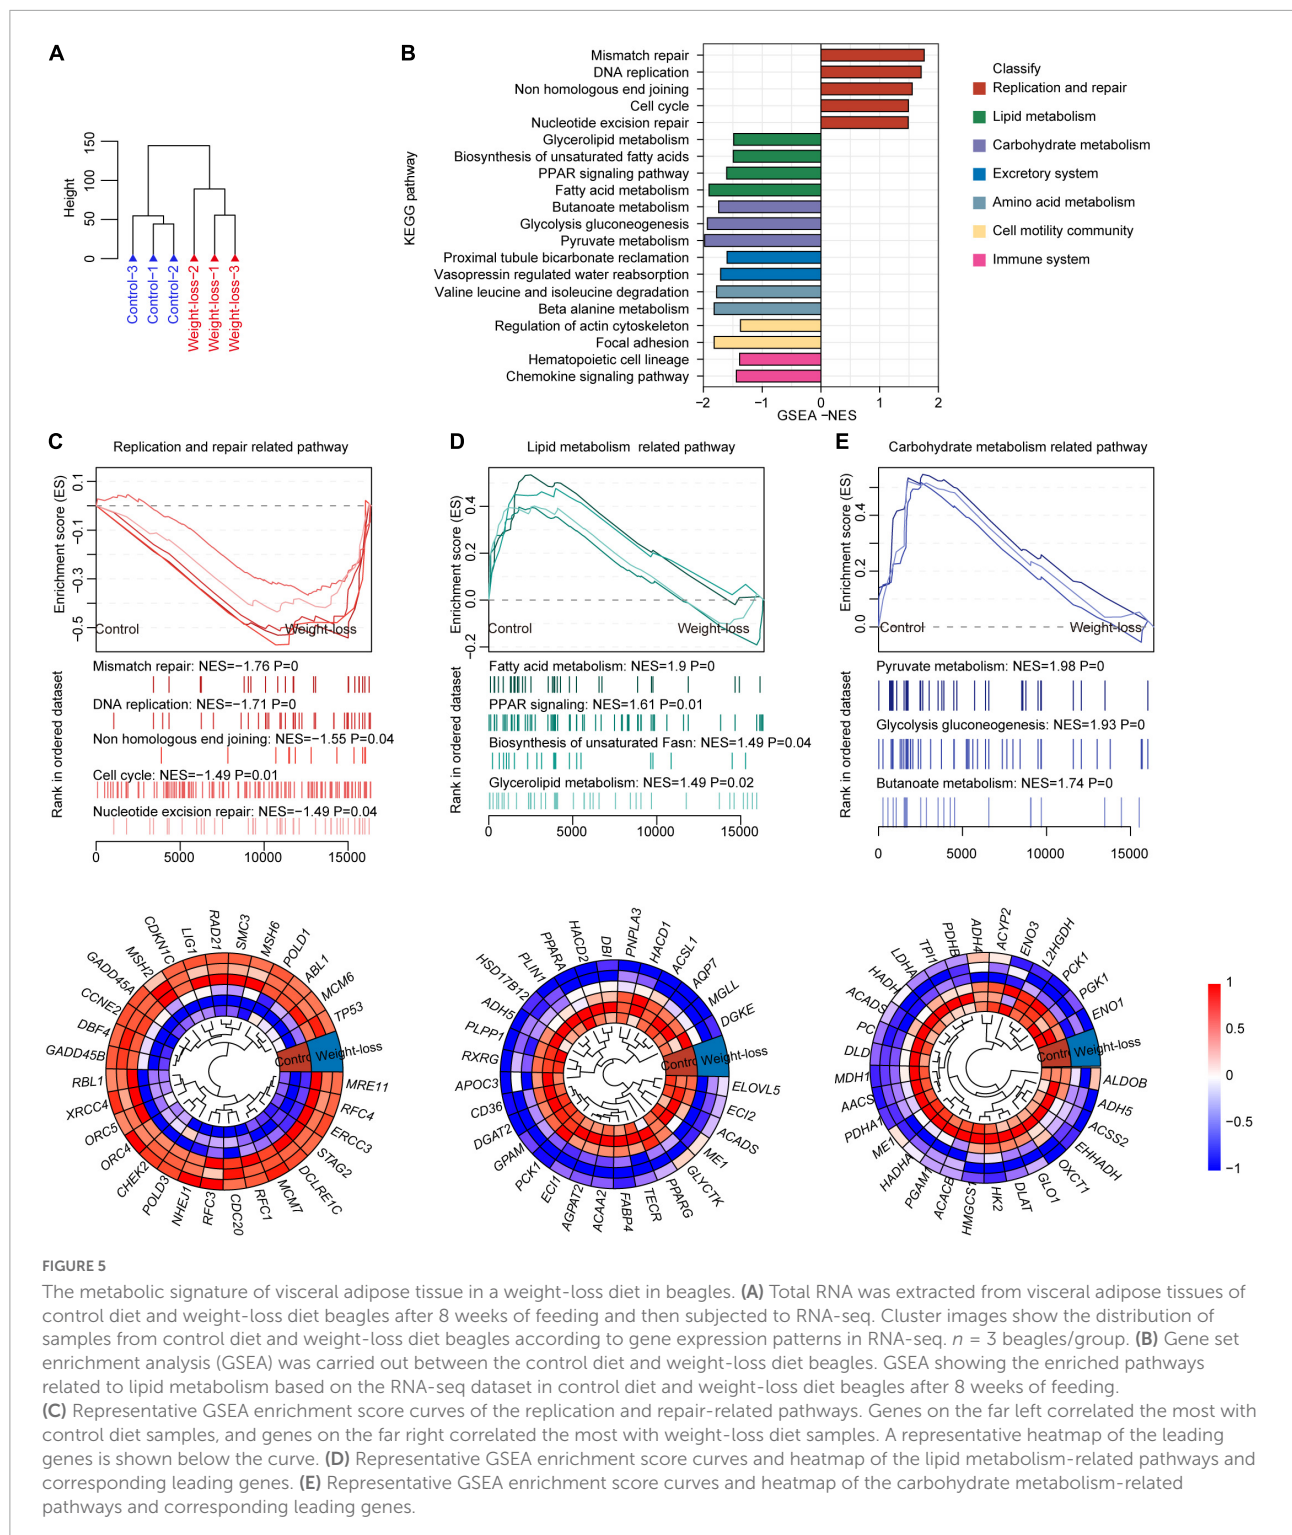 A
Height
0
50
100
150
Control-3
Control-1
Control-2
Weight-loss-2
Weight-loss-1
Weight-loss-3
B
KEGG pathway
Mismatch repair
DNA replication
Non homologous end joining
Cell cycle
Nucleotide excision repair
Glycerolipid metabolism
Biosynthesis of unsaturated fatty acids
PPAR signaling pathway
Fatty acid metabolism
Butanoate metabolism
Glycolysis gluconeogenesis
Pyruvate metabolism
Proximal tubule bicarbonate reclamation
Vasopressin regulated water reabsorption
Valine leucine and isoleucine degradation
Beta alanine metabolism
Regulation of actin cytoskeleton
Focal adhesion
Hematopoietic cell lineage
Chemokine signaling pathway
−2 −1 0 1 2
GSEA −NES
Classify
Replication and repair
Lipid metabolism
Carbohydrate metabolism
Excretory system
Amino acid metabolism
Cell motility community
Immune system
C
Replication and repair related pathway
Enrichment score (ES)
0.1
−0.1
−0.3
−0.5
Control Weight-loss
Rank in ordered dataset
Mismatch repair: NES=−1.76 P=0
DNA replication: NES=−1.71 P=0
Non homologous end joining: NES=−1.55 P=0.04
Cell cycle: NES=−1.49 P=0.01
Nucleotide excision repair: NES=−1.49 P=0.04
0 5000 10000 15000
D
Lipid metabolism related pathway
Enrichment score (ES)
0.4
0.2
0.0
−0.2
Control Weight-loss
Rank in ordered dataset
Fatty acid metabolism: NES=1.9 P=0
PPAR signaling: NES=1.61 P=0.01
Biosynthesis of unsaturated Fasn: NES=1.49 P=0.04
Glycerolipid metabolism: NES=1.49 P=0.02
0 5000 10000 15000
E
Carbohydrate metabolism related pathway
Enrichment score (ES)
0.4
0.2
0.0
Control Weight-loss
Rank in ordered dataset
Pyruvate metabolism: NES=1.98 P=0
Glycolysis gluconeogenesis: NES=1.93 P=0
Butanoate metabolism: NES=1.74 P=0
0 5000 10000 15000
TP53
MCM6
ABL1
POLD1
MSH6
SMC3
RAD21
LIG1
CDKN1C
MSH2
GADD45A
CCNE2
DBF4
GADD45B
RBL1
XRCC4
ORC5
ORC4
CHEK2
POLD3
NHEJ1
RFC3
CDC20
RFC1
MCM7
DCLRE1C
STAG2
ERCC3
RFC4
MRE11
Contro Weight-loss
DGKE
MGLL
AQP7
ACSL1
HACD1
PNPLA3
DBI
HACD2
PPARA
PLIN1
HSD17B12
ADH5
PLPP1
RXRG
APOC3
CD36
DGAT2
GPAM
PCK1
ECI1
AGPAT2
ACAA2
FABP4
TECR
PPARG
GLYCTK
ME1
ACADS
ECI2
ELOVL5
Contro Weight-loss
ENO1
PGK1
PCK1
L2HGDH
ENO3
ACYP2
ADH4
PDHB
TPI1
LDHA
HADH
ACADS
PC
DLD
MDH1
AACS
PDHA1
ME1
HADHA
PGAM1
ACACB
HMGCS1
HK2
DLAT
GLO1
OXCT1
EHHADH
ACSS2
ADH5
ALDOB
Contro Weight-loss
1
0.5
0
−0.5
−1
FIGURE 5
The metabolic signature of visceral adipose tissue in a weight-loss diet in beagles. (A) Total RNA was extracted from visceral adipose tissues of
control diet and weight-loss diet beagles after 8 weeks of feeding and then subjected to RNA-seq. Cluster images show the distribution of
samples from control diet and weight-loss diet beagles according to gene expression patterns in RNA-seq. n = 3 beagles/group. (B) Gene set
enrichment analysis (GSEA) was carried out between the control diet and weight-loss diet beagles. GSEA showing the enriched pathways
related to lipid metabolism based on the RNA-seq dataset in control diet and weight-loss diet beagles after 8 weeks of feeding.
(C) Representative GSEA enrichment score curves of the replication and repair-related pathways. Genes on the far left correlated the most with
control diet samples, and genes on the far right correlated the most with weight-loss diet samples. A representative heatmap of the leading
genes is shown below the curve. (D) Representative GSEA enrichment score curves and heatmap of the lipid metabolism-related pathways and
corresponding leading genes. (E) Representative GSEA enrichment score curves and heatmap of the carbohydrate metabolism-related
pathways and corresponding leading genes.